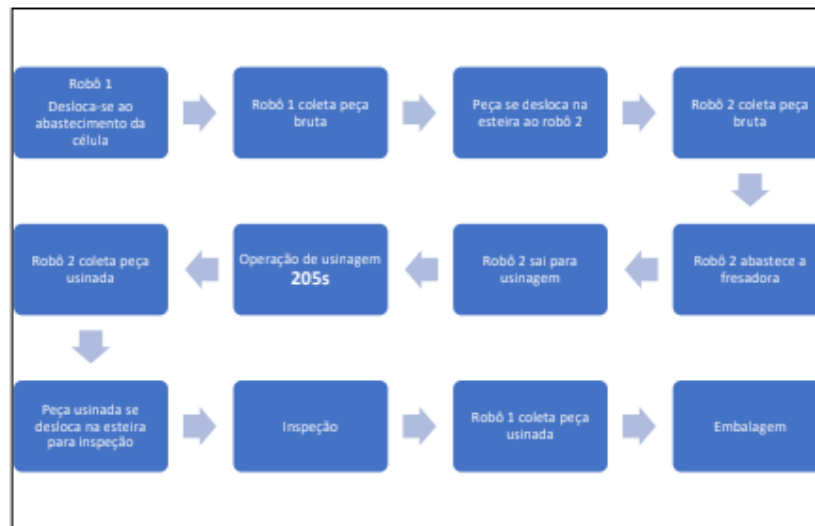 Robô 1
Desloca-se ao
abastecimento da
célula
Robô 1 coleta peça
bruta
Peça se desloca na
esteira ao robô 2
Robô 2 coleta peça
bruta
Robô 2 abastece a
fresadora
Robô 2 sai para
usinagem
Operação de usinagem
205s
Robô 2 coleta peça
usinada
Peça usinada se
desloca na esteira
para inspeção
Inspeção
Robô 1 coleta peça
usinada
Embalagem